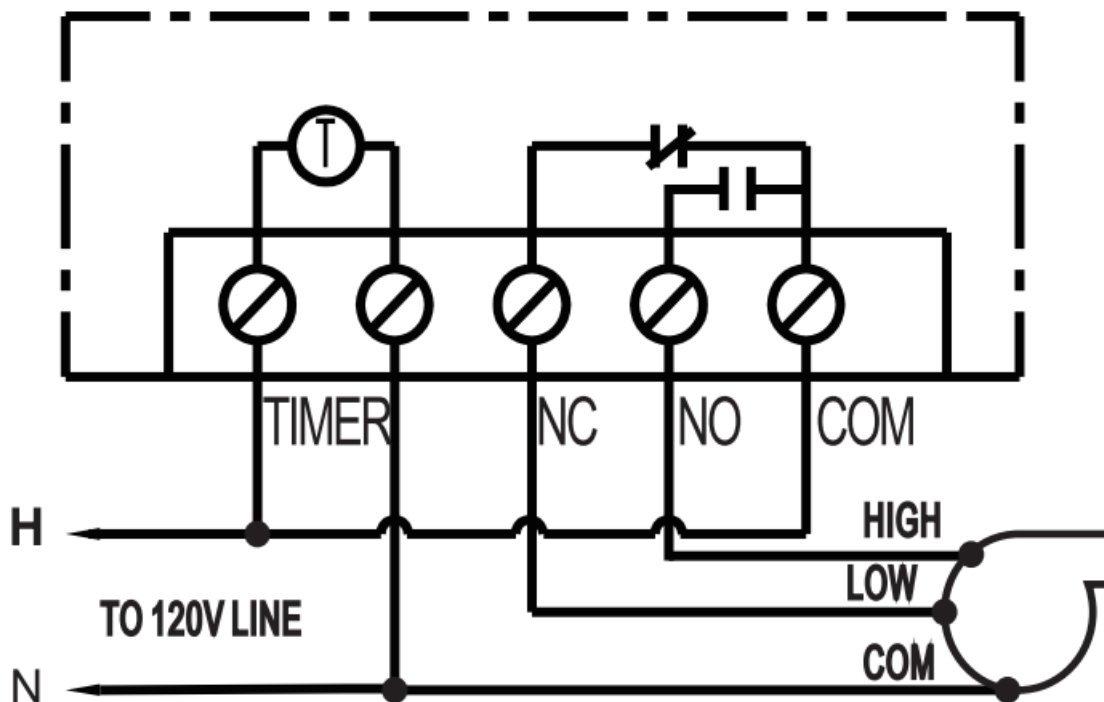 T
TIMER NC NO COM
H
HIGH
LOW
TO 120V LINE
COM
N